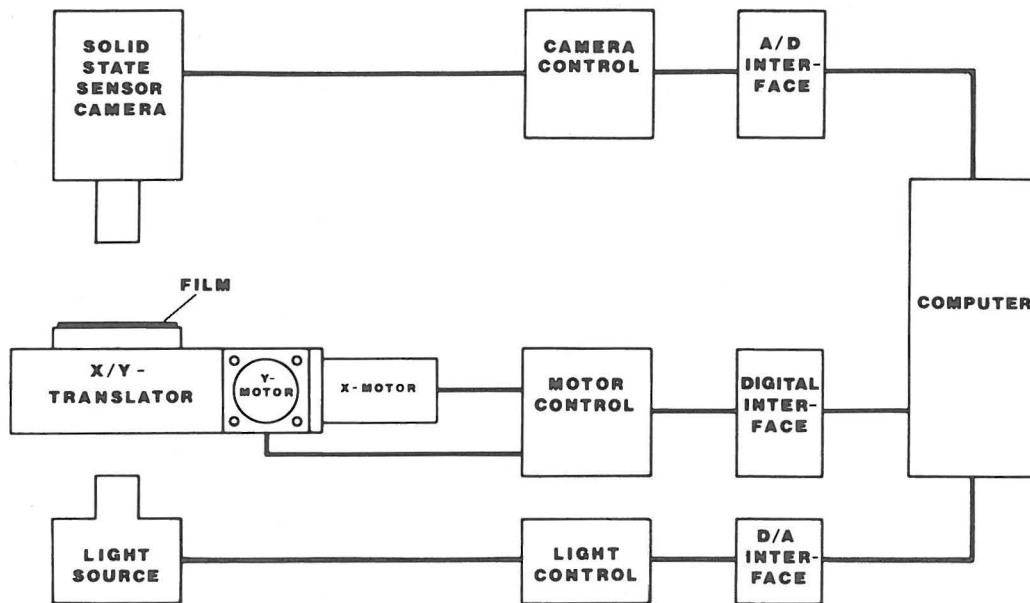 SOLID
STATE
SENSOR
CAMERA
CAMERA
CONTROL
A/D
INTER-
FACE
FILM
X/Y-
TRANSLATOR
Y-
MOTOR
X-MOTOR
MOTOR
CONTROL
DIGITAL
INTER-
FACE
COMPUTER
LIGHT
SOURCE
LIGHT
CONTROL
D/A
INTER-
FACE